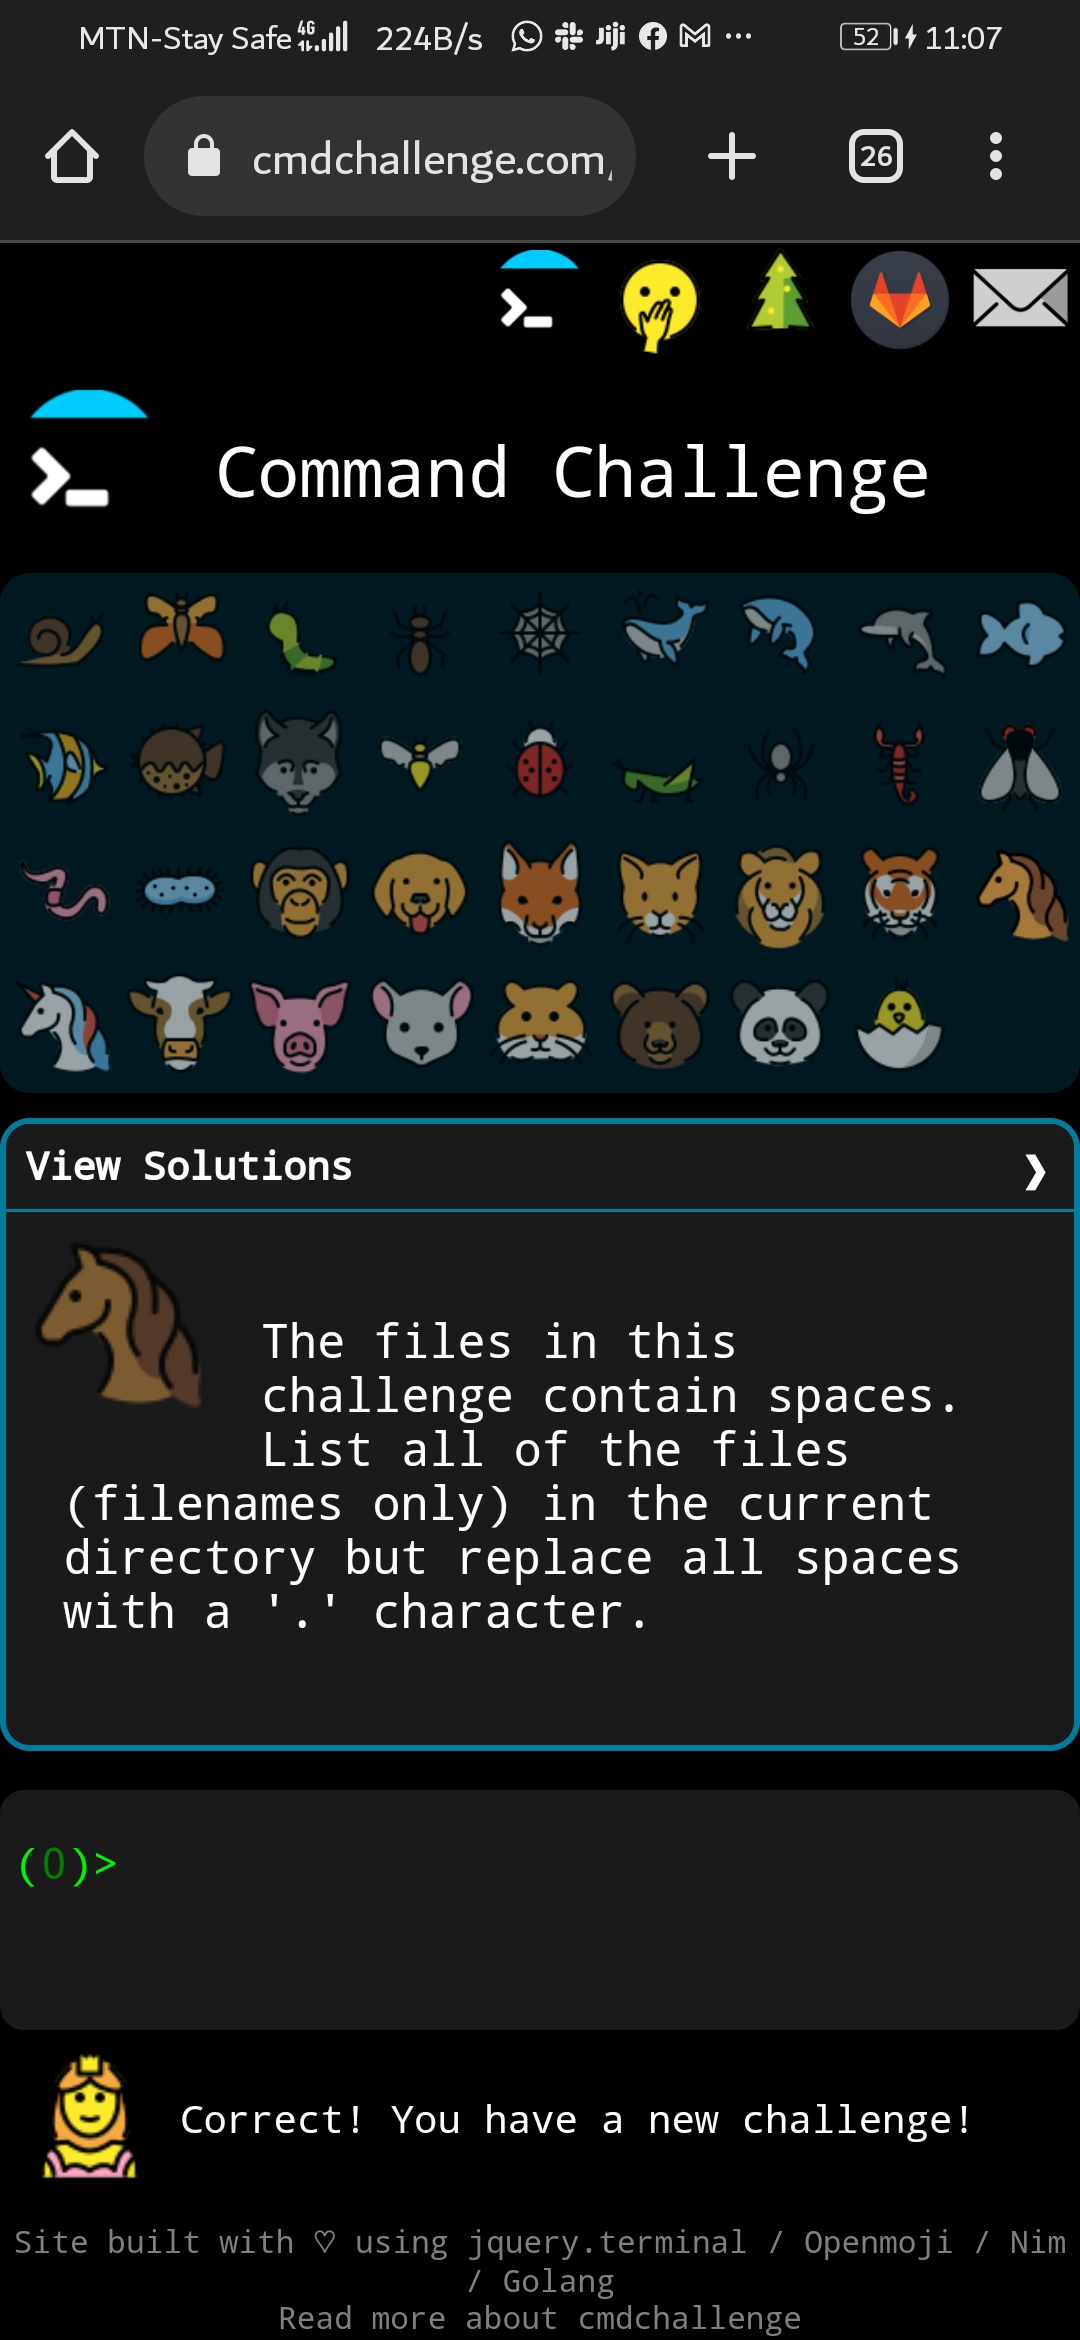 MTN-Stay Safe 4G 224B/s Jiji ··· 52 11:07
cmdchallenge.com/
26
Command Challenge
View Solutions ❯
The files in this
challenge contain spaces.
List all of the files
(filenames only) in the current
directory but replace all spaces
with a '.' character.
(0)>
Correct! You have a new challenge!
Site built with ♡ using jquery.terminal / Openmoji / Nim
/ Golang
Read more about cmdchallenge